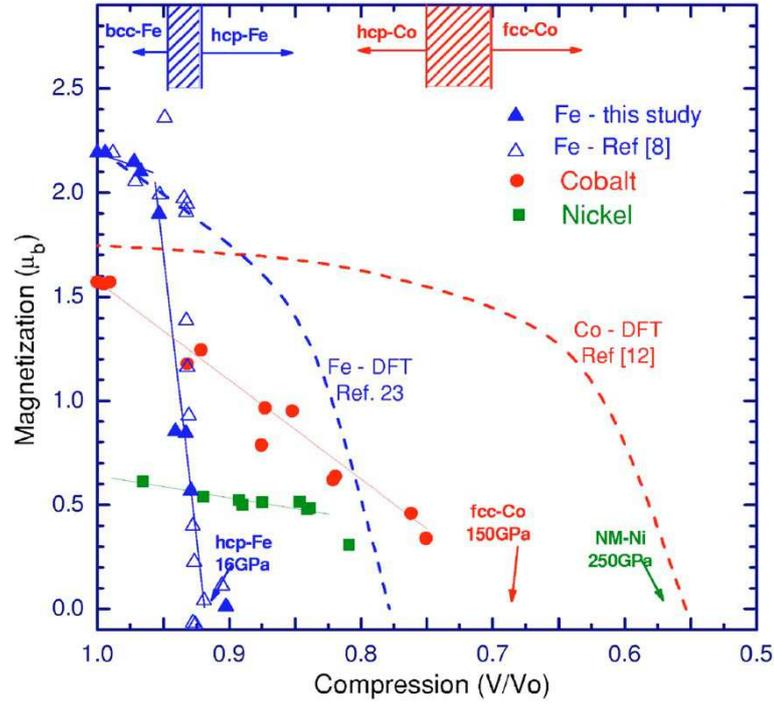 bcc-Fe
hcp-Fe
hcp-Co
fcc-Co
2.5
2.0
1.5
1.0
0.5
0.0
Magnetization (μb)
Fe - this study
Fe - Ref [8]
Cobalt
Nickel
Co - DFT
Ref [12]
Fe - DFT
Ref. 23
hcp-Fe
16GPa
fcc-Co
150GPa
NM-Ni
250GPa
1.0 0.9 0.8 0.7 0.6 0.5
Compression (V/Vo)